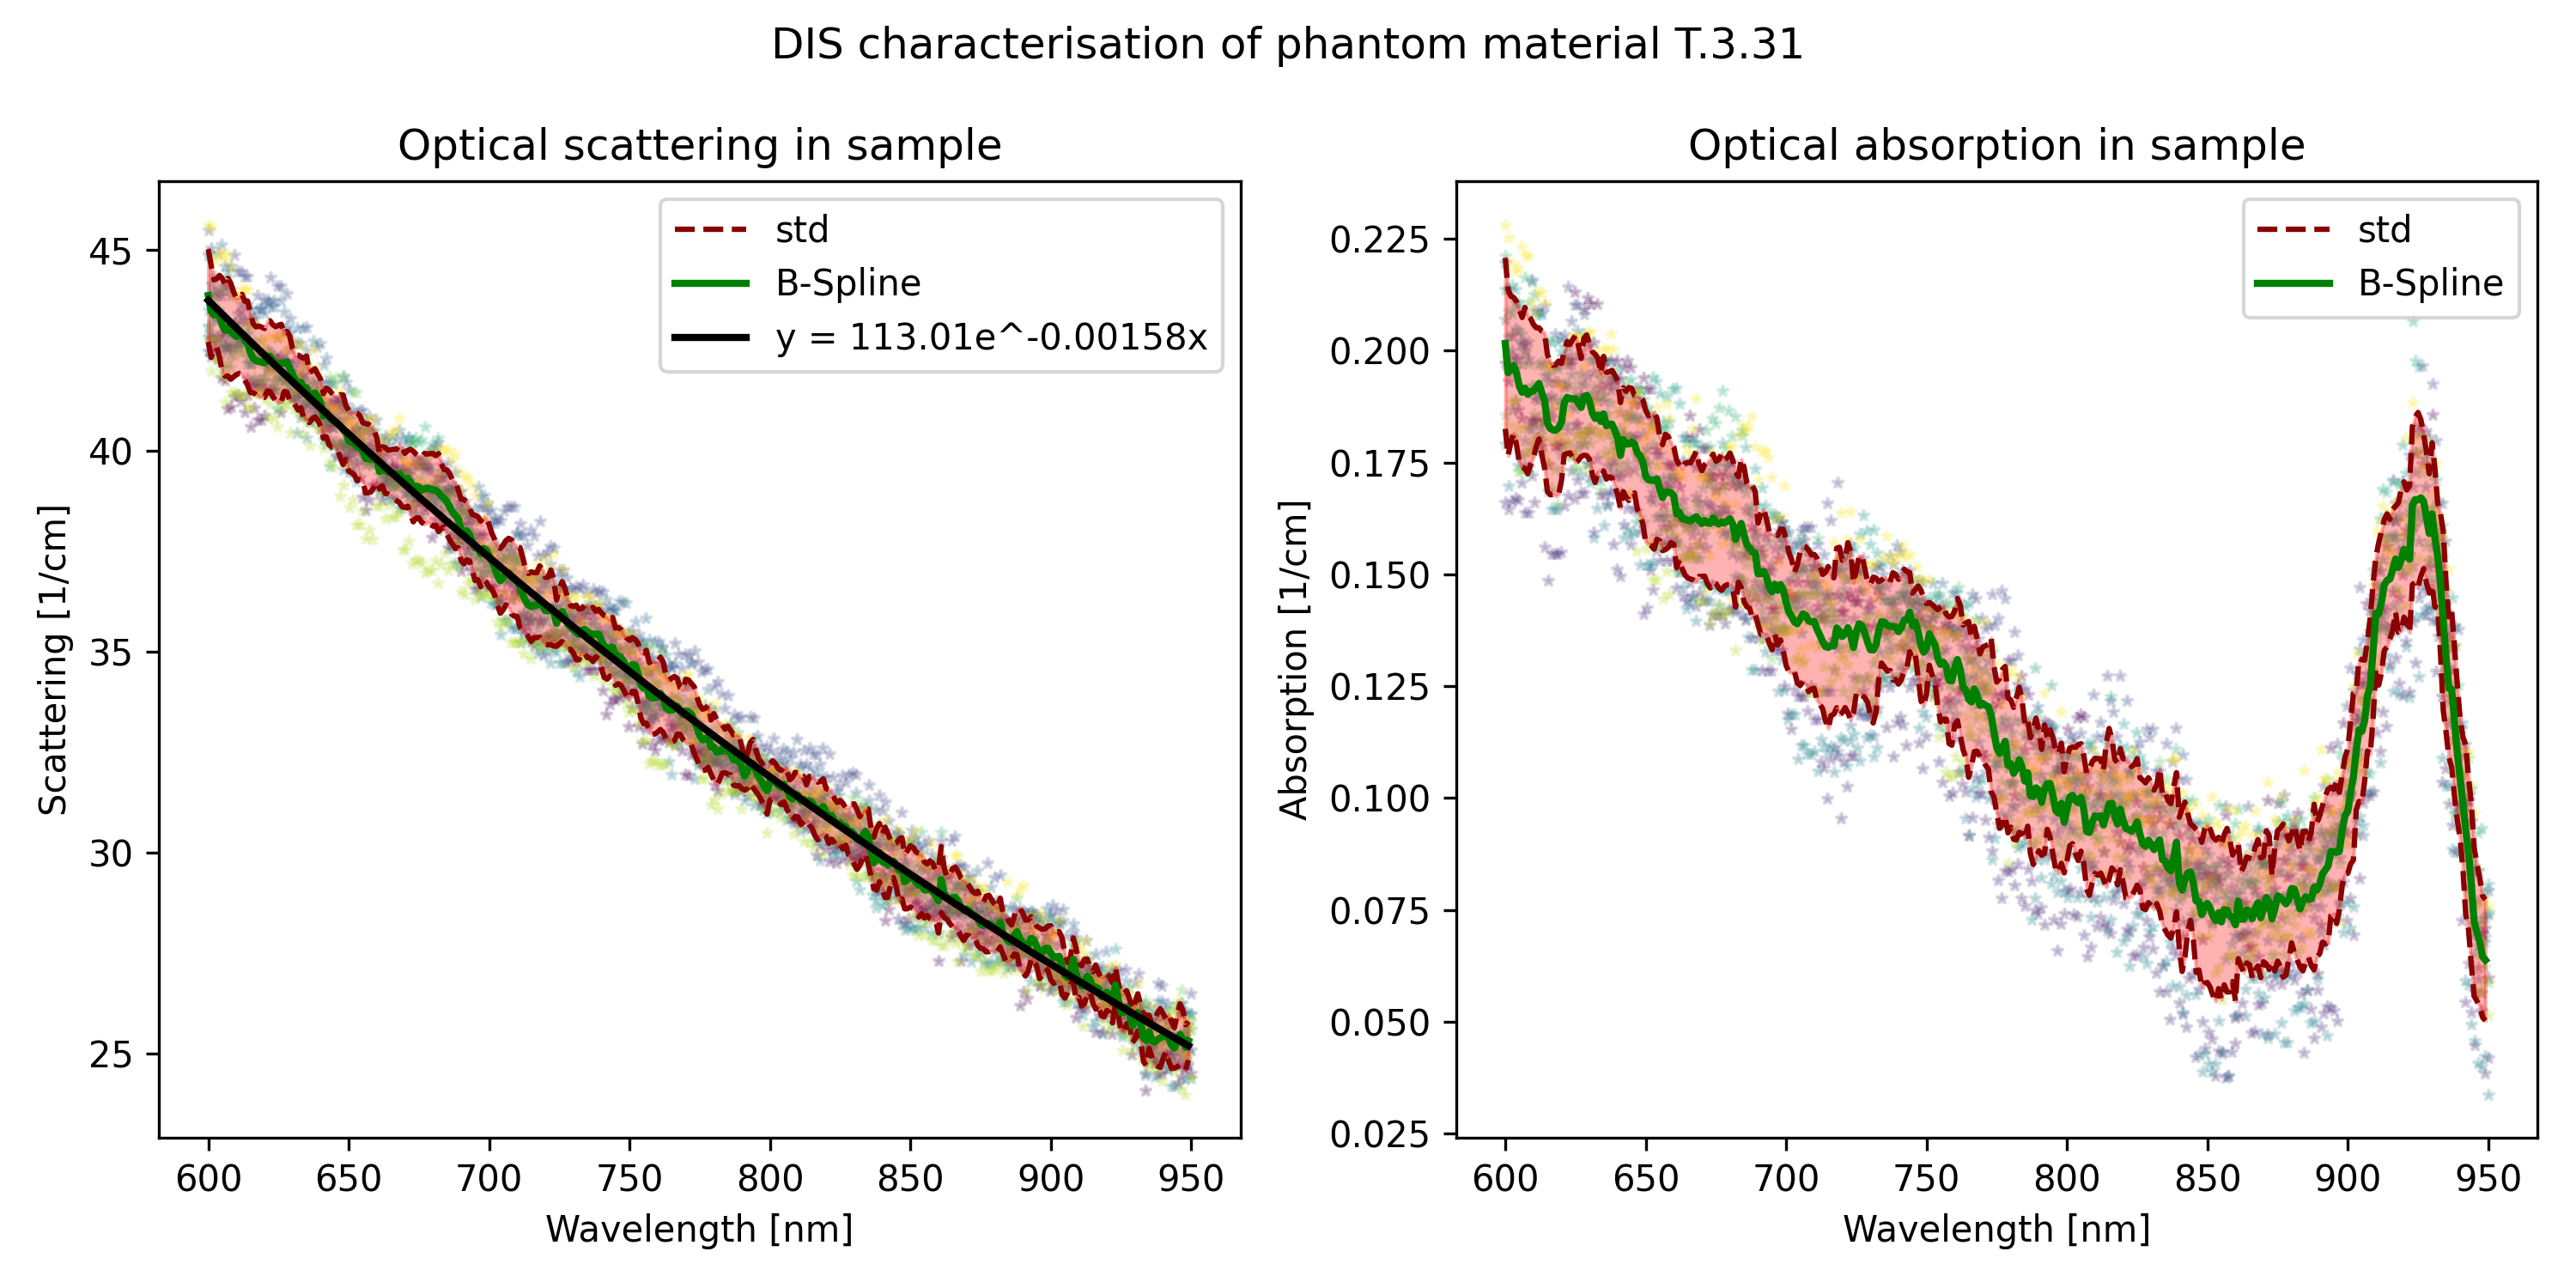 DIS characterisation of phantom material T.3.31
Optical scattering in sample
std
B-Spline
y = 113.01e^-0.00158x
Scattering [1/cm]
45
40
35
30
25
600 650 700 750 800 850 900 950
Wavelength [nm]
Optical absorption in sample
std
B-Spline
Absorption [1/cm]
0.225
0.200
0.175
0.150
0.125
0.100
0.075
0.050
0.025
600 650 700 750 800 850 900 950
Wavelength [nm]